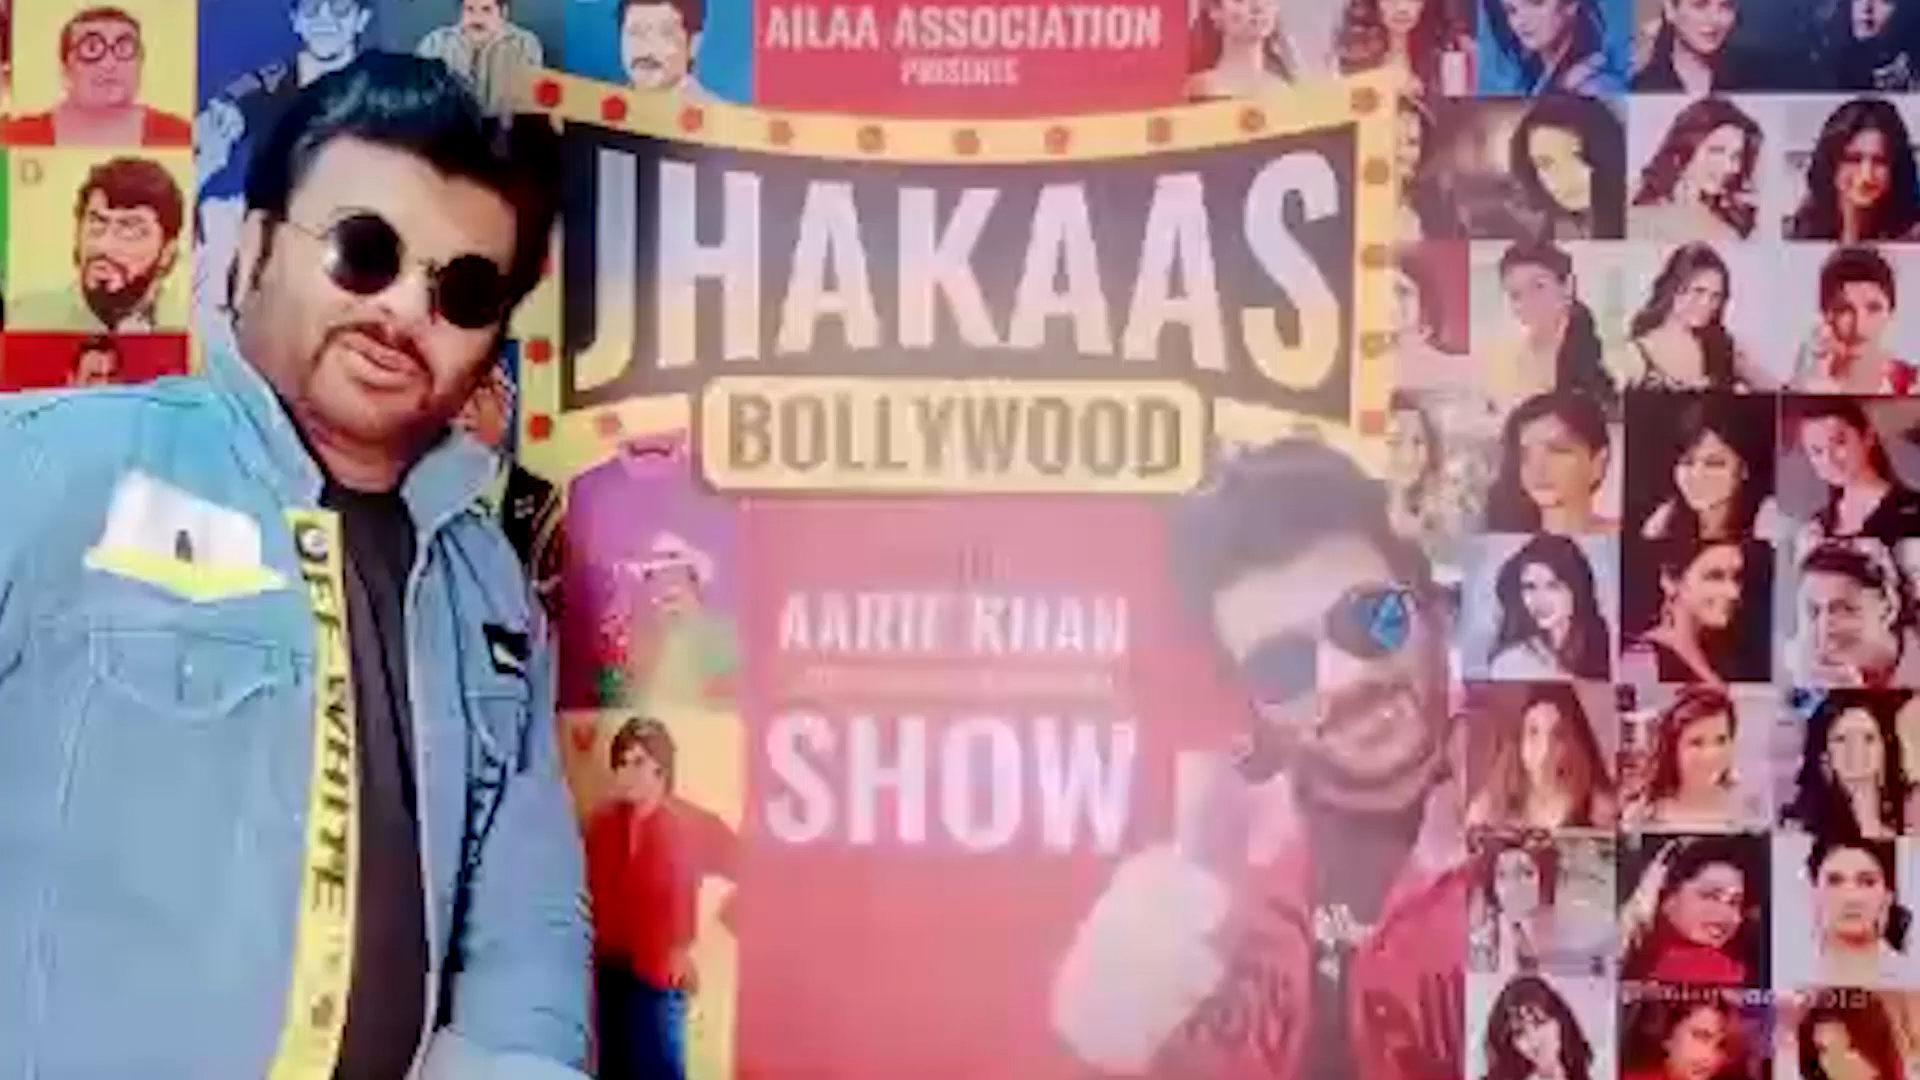 AILAA ASSOCIATION
PRESENTS
JHAKAAS
BOLLYWOOD
AARIF KHAN
SHOW
OFF-WHITE